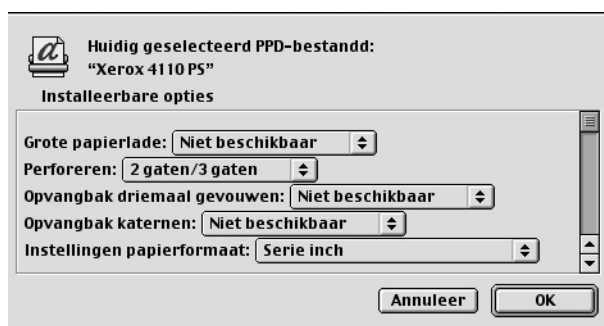 Huidig geselecteerd PPD-bestandd:
“Xerox 4110 PS”
Installeerbare opties
Grote papierlade: Niet beschikbaar
Perforeren: 2 gaten/3 gaten
Opvangbak driemaal gevouwen: Niet beschikbaar
Opvangbak katernen: Niet beschikbaar
Instellingen papierformaat: Serie inch
Annuleer OK